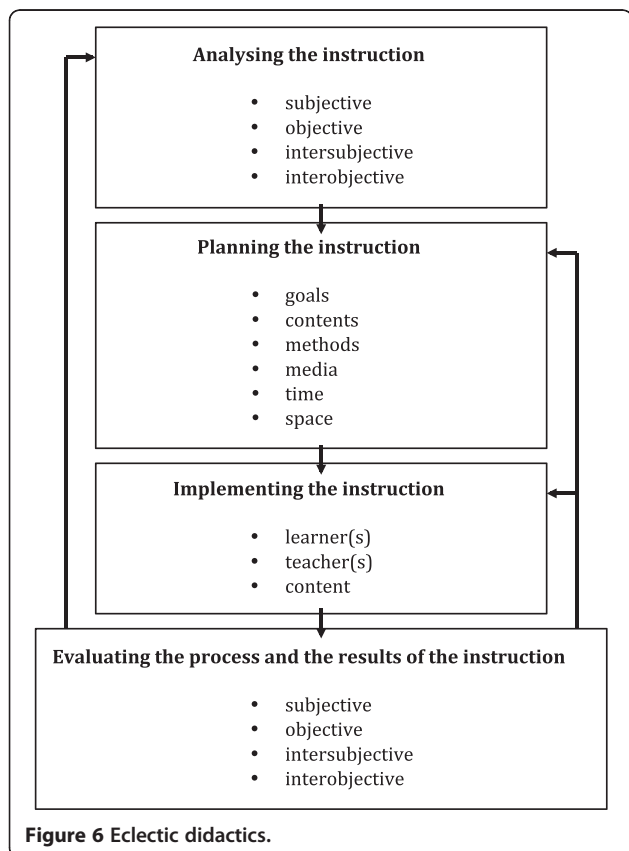 Analysing the instruction
• subjective
• objective
• intersubjective
• interobjective
Planning the instruction
• goals
• contents
• methods
• media
• time
• space
Implementing the instruction
• learner(s)
• teacher(s)
• content
Evaluating the process and the results of the instruction
• subjective
• objective
• intersubjective
• interobjective
Figure 6 Eclectic didactics.